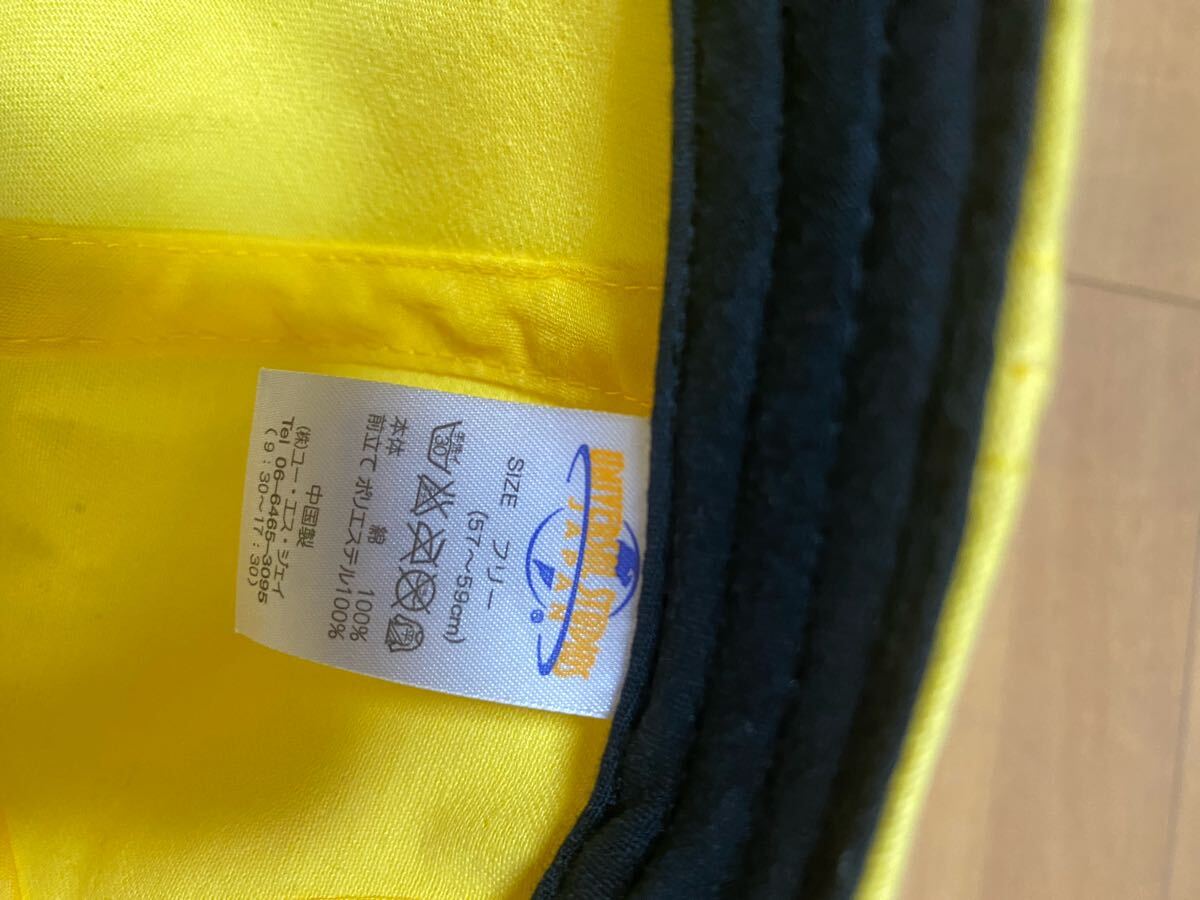 UNIVERSAL STUDIOS
JAPAN
®
SIZE フリー
(57〜59cm)
30
本体 綿 100%
前立て ポリエステル100%
中国製
(株)ユー・エス・ジェイ
Tel 06-6465-3095
(9:30〜17:30)